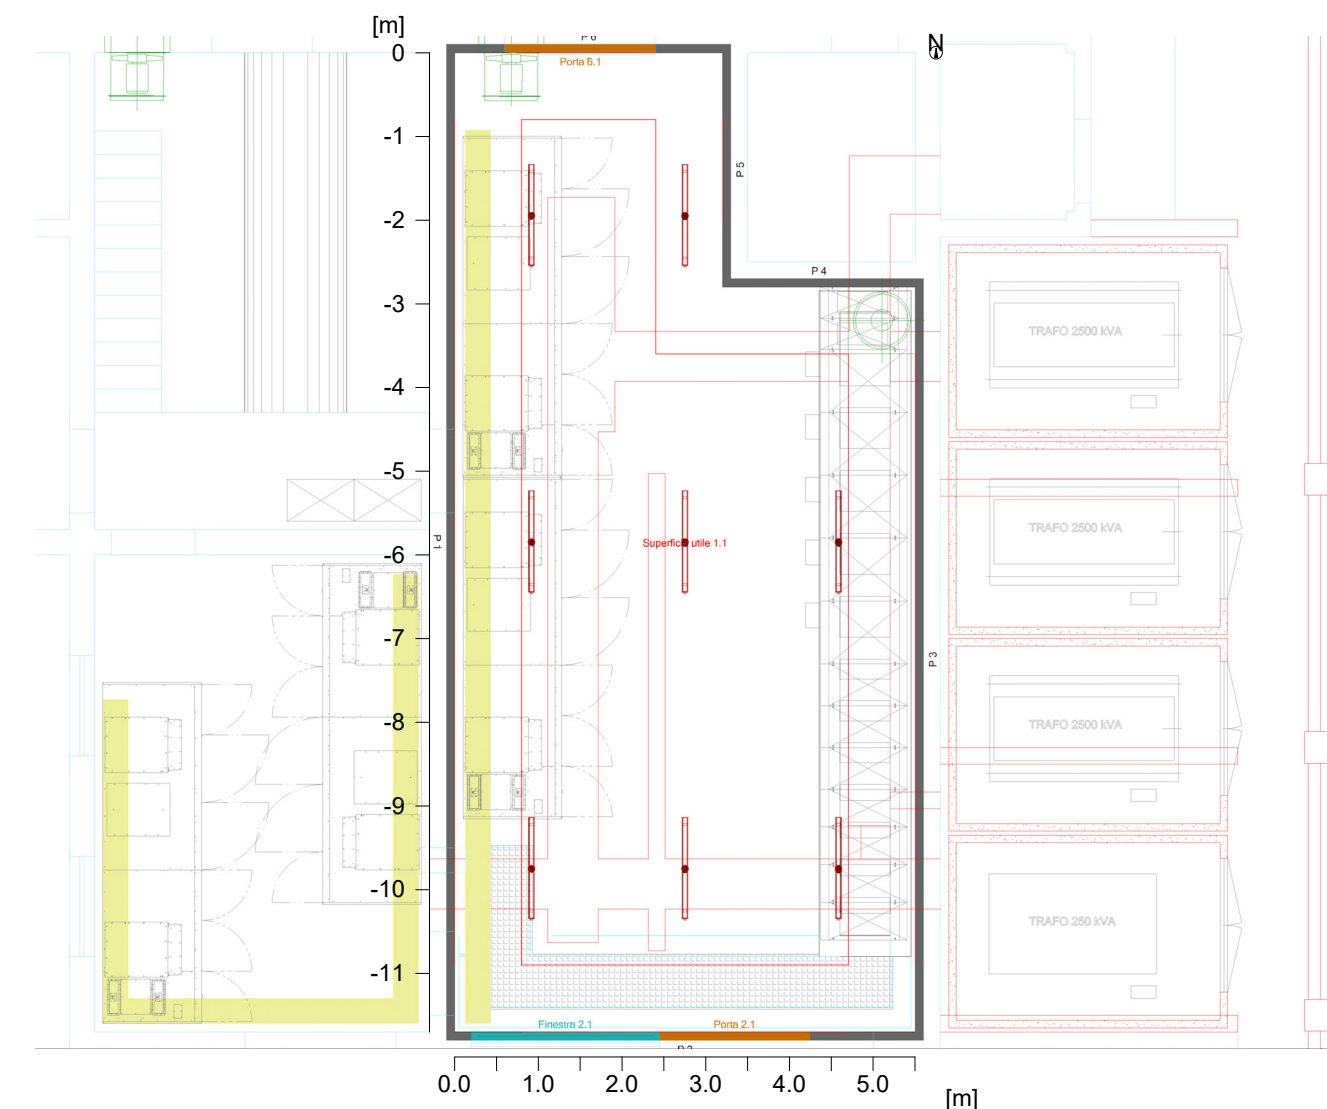 [m]
N
0
P 6
Porta 6.1
-1
P 5
-2
P 4
-3
TRAFO 2500 kVA
-4
-5
TRAFO 2500 kVA
P 1
Superficie utile 1.1
-6
-7
P 3
TRAFO 2500 kVA
-8
-9
-10
TRAFO 250 kVA
-11
Finestra 2.1
Porta 2.1
P 2
0.0 1.0 2.0 3.0 4.0 5.0
[m]